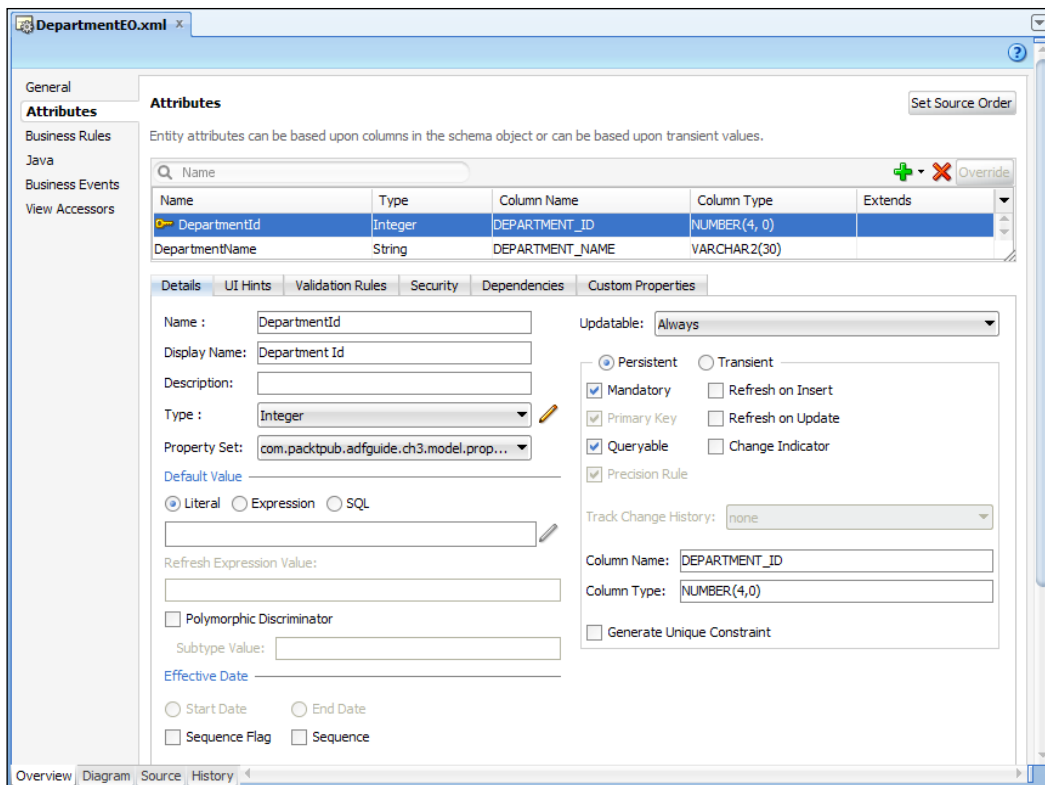 DepartmentEO.xml x
General
Attributes
Business Rules
Java
Business Events
View Accessors
Attributes
Set Source Order
Entity attributes can be based upon columns in the schema object or can be based upon transient values.
Name
Override
Name Type Column Name Column Type Extends
DepartmentId Integer DEPARTMENT_ID NUMBER(4, 0)
DepartmentName String DEPARTMENT_NAME VARCHAR2(30)
Details UI Hints Validation Rules Security Dependencies Custom Properties
Name : DepartmentId
Display Name: Department Id
Description:
Type : Integer
Property Set: com.packtpub.adfguide.ch3.model.prop...
Default Value
Literal Expression SQL
Refresh Expression Value:
Polymorphic Discriminator
Subtype Value:
Effective Date
Start Date End Date
Sequence Flag Sequence
Updatable: Always
Persistent Transient
Mandatory Refresh on Insert
Primary Key Refresh on Update
Queryable Change Indicator
Precision Rule
Track Change History: none
Column Name: DEPARTMENT_ID
Column Type: NUMBER(4,0)
Generate Unique Constraint
Overview Diagram Source History